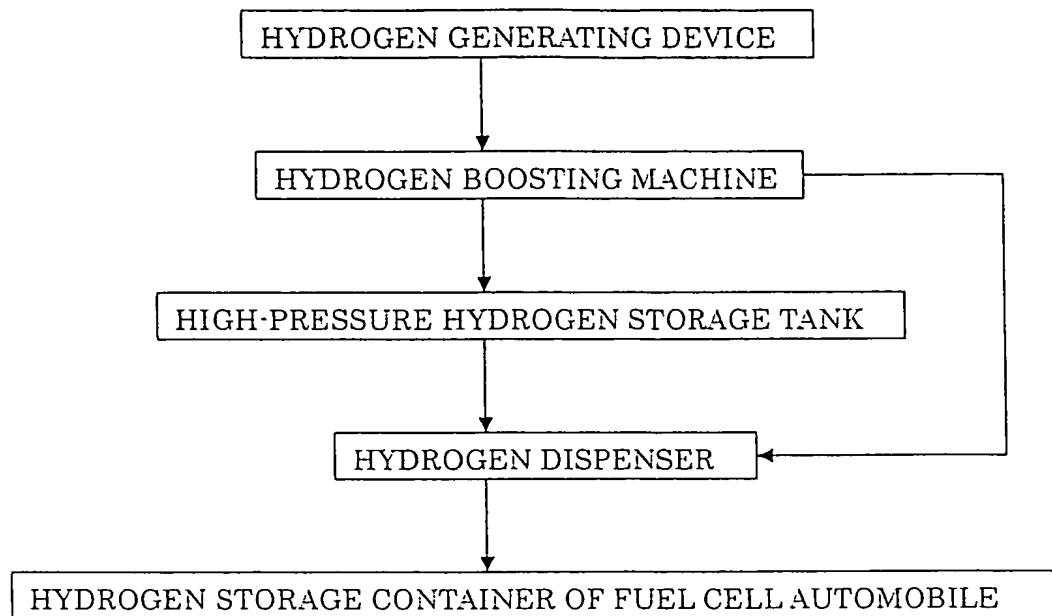 HYDROGEN GENERATING DEVICE
HYDROGEN BOOSTING MACHINE
HIGH-PRESSURE HYDROGEN STORAGE TANK
HYDROGEN DISPENSER
HYDROGEN STORAGE CONTAINER OF FUEL CELL AUTOMOBILE